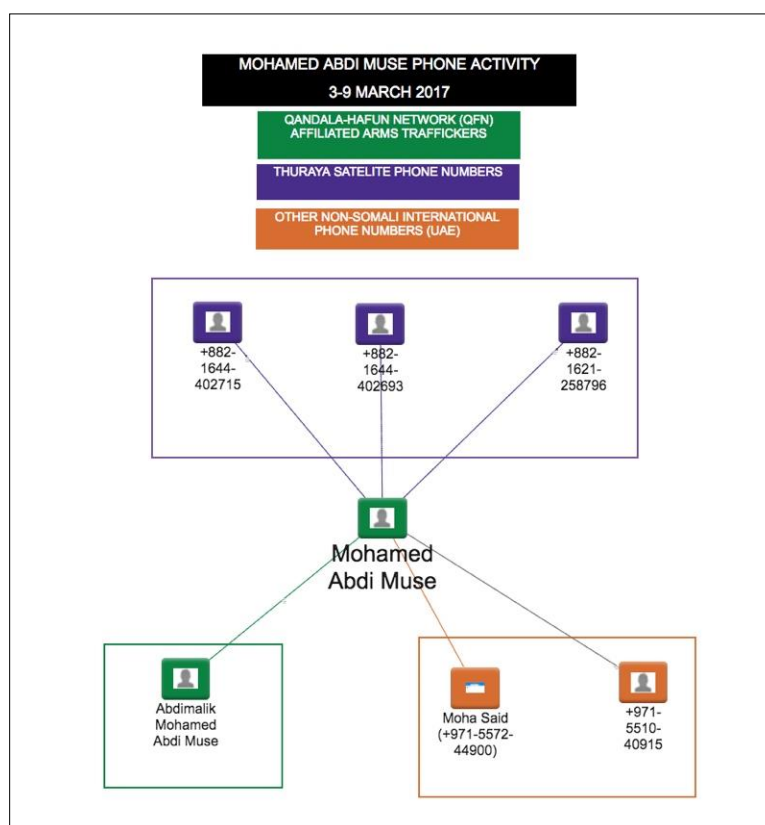 MOHAMED ABDI MUSE PHONE ACTIVITY
3-9 MARCH 2017
QANDALA-HAFUN NETWORK (QFN)
AFFILIATED ARMS TRAFFICKERS
THURAYA SATELITE PHONE NUMBERS
OTHER NON-SOMALI INTERNATIONAL
PHONE NUMBERS (UAE)
+882-
1644-
402715
+882-
1644-
402693
+882-
1621-
258796
Mohamed
Abdi Muse
Abdimalik
Mohamed
Abdi Muse
Moha Said
(+971-5572-
44900)
+971-
5510-
40915